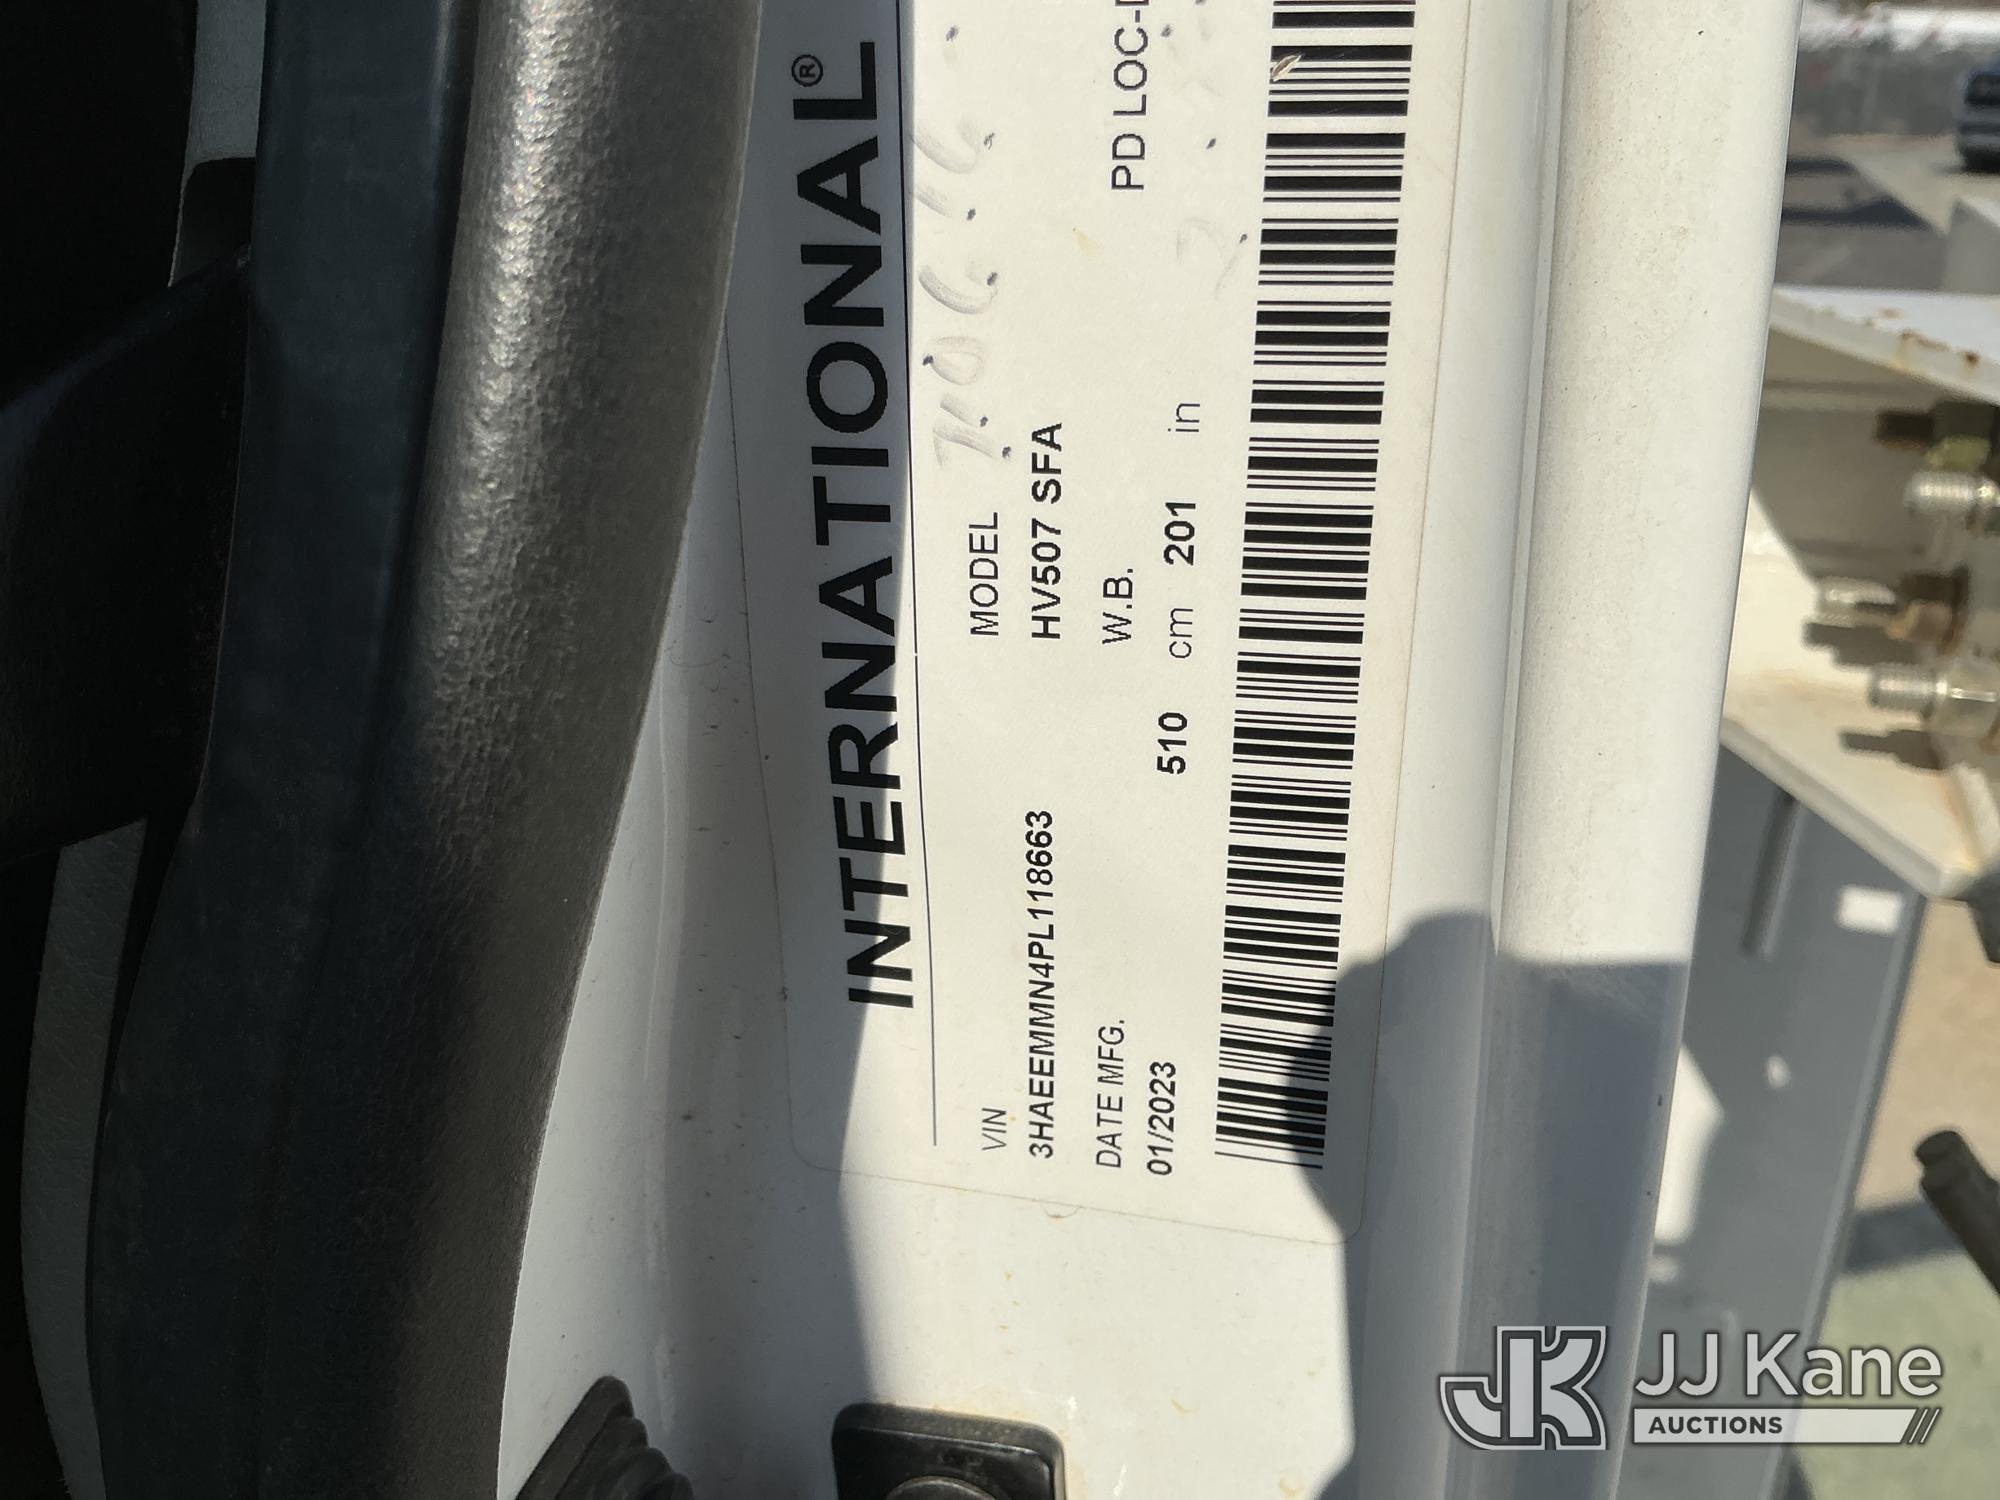 INTERNATIONAL®
VIN MODEL
3HAEEMMN4PL118663 HV507 SFA
DATE MFG. W.B. PD LOC-
01/2023 510 cm 201 in
JK JJ Kane
AUCTIONS